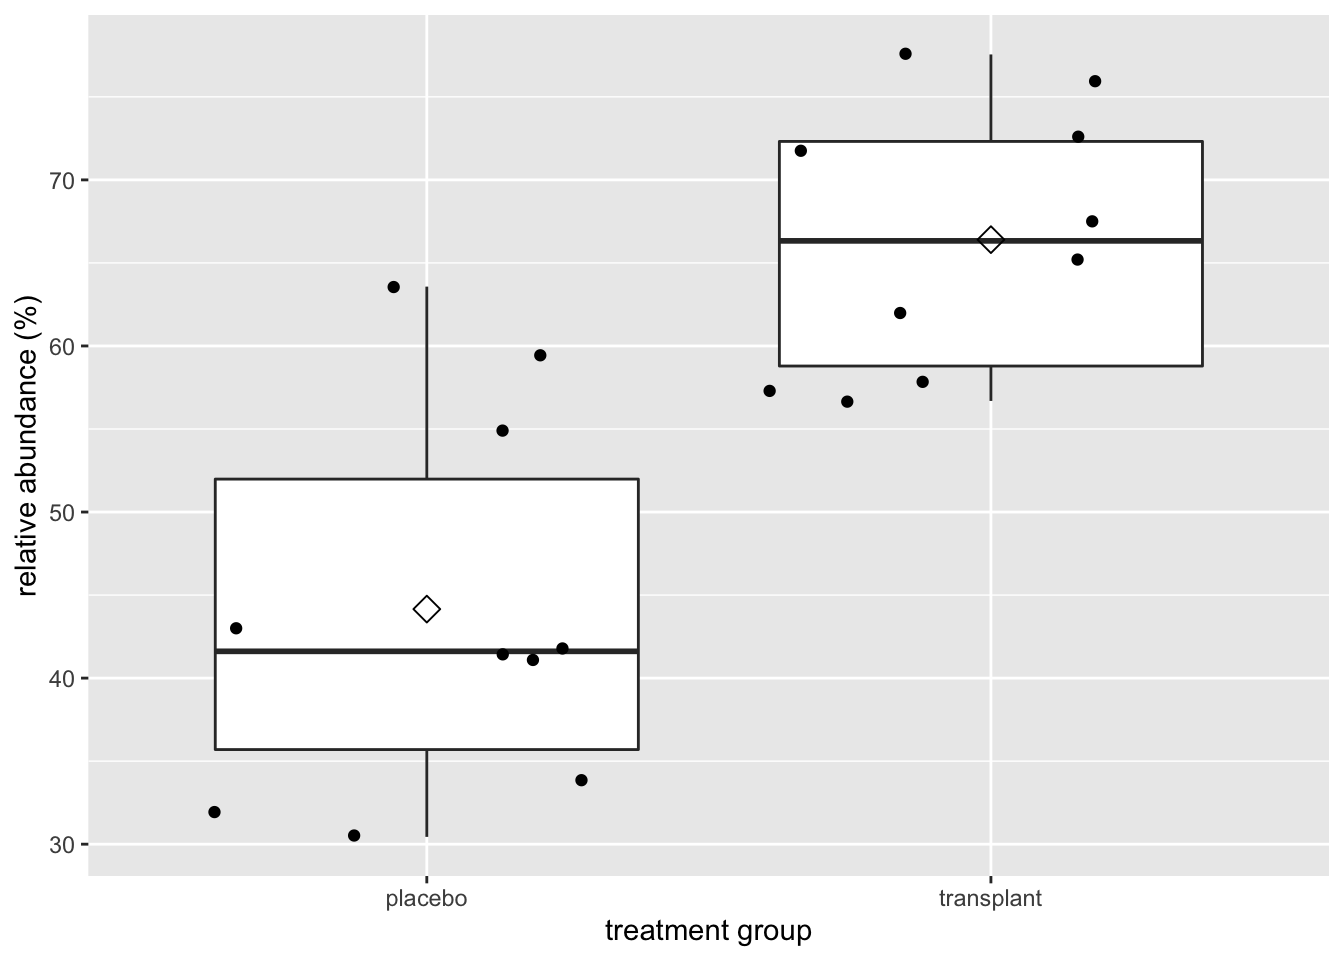 relative abundance (%)
70
60
50
40
30
placebo
transplant
treatment group